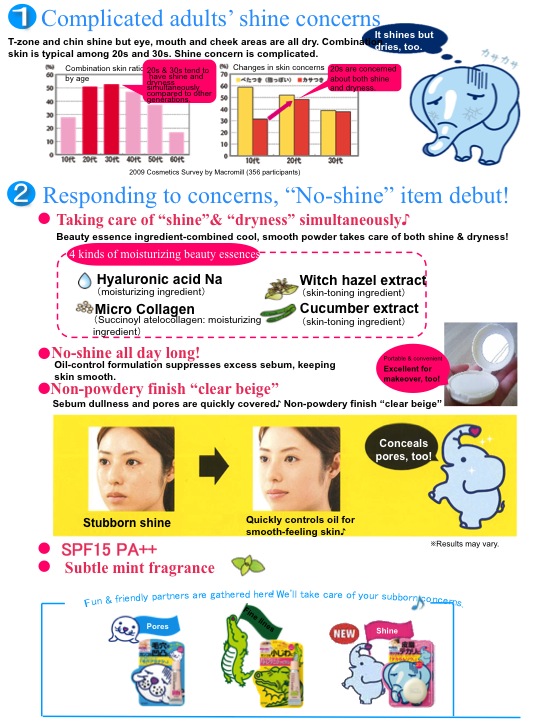 1 Complicated adults' shine concerns
It shines but
dries, too.
T-zone and chin shine but eye, mouth and cheek areas are all dry. Combination
skin is typical among 20s and 30s. Shine concern is complicated.
カサカサ
(%) Combination skin ratio
by age
20s & 30s tend to
have shine and
dryness
simultaneously
compared to other
generations.
60
50
40
30
20
10
0
10代 20代 30代 40代 50代 60代
(%) Changes in skin concerns
べたつき(脂っぽい) カサつき
20s are concerned
about both shine
and dryness.
70
60
50
40
30
20
10
0
10代 20代 30代
2009 Cosmetics Survey by Macromill (356 participants)
2 Responding to concerns, “No-shine” item debut!
● Taking care of “shine”& “dryness” simultaneously♪
Beauty essence ingredient-combined cool, smooth powder takes care of both shine & dryness!
4 kinds of moisturizing beauty essences
Hyaluronic acid Na
（moisturizing ingredient）
Witch hazel extract
（skin-toning ingredient）
Micro Collagen
（Succinoyl atelocollagen: moisturizing
ingredient）
Cucumber extract
（skin-toning ingredient）
●No-shine all day long!
Oil-control formulation suppresses excess sebum, keeping
skin smooth.
Portable & convenient
Excellent for
makeover, too!
●Non-powdery finish “clear beige”
Sebum dullness and pores are quickly covered♪ Non-powdery finish “clear beige”
Conceals
pores, too!
Stubborn shine
Quickly controls oil for
smooth-feeling skin♪
※Results may vary.
● SPF15 PA++
● Subtle mint fragrance
Fun & friendly partners are gathered here! We'll take care of your subborn concerns.
Pores
Fine lines
NEW
Shine